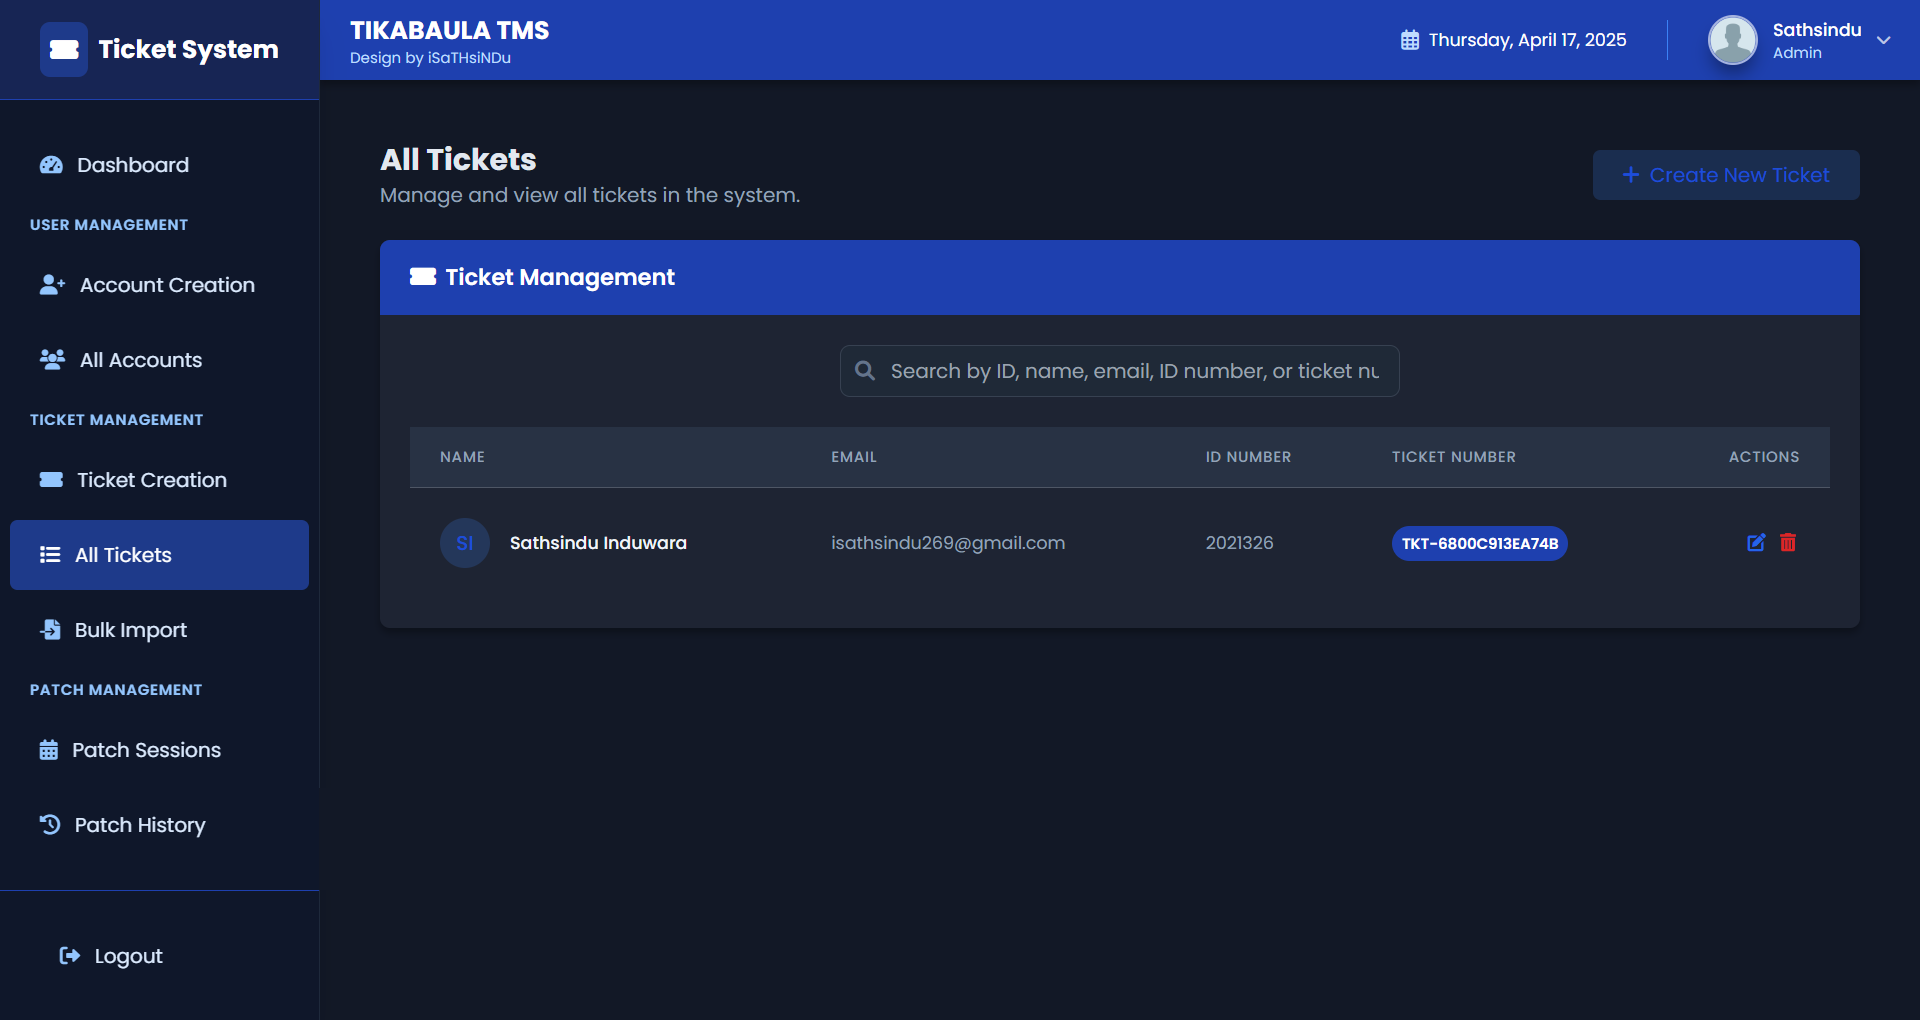 Ticket System
TIKABAULA TMS
Design by iSaTHsiNDu
Thursday, April 17, 2025
Sathsindu
Admin
Dashboard
USER MANAGEMENT
Account Creation
All Accounts
TICKET MANAGEMENT
Ticket Creation
All Tickets
Bulk Import
PATCH MANAGEMENT
Patch Sessions
Patch History
Logout
All Tickets
Manage and view all tickets in the system.
Create New Ticket
Ticket Management
Search by ID, name, email, ID number, or ticket nu
NAME EMAIL ID NUMBER TICKET NUMBER ACTIONS
SI Sathsindu Induwara isathsindu269@gmail.com 2021326 TKT-6800C913EA74B